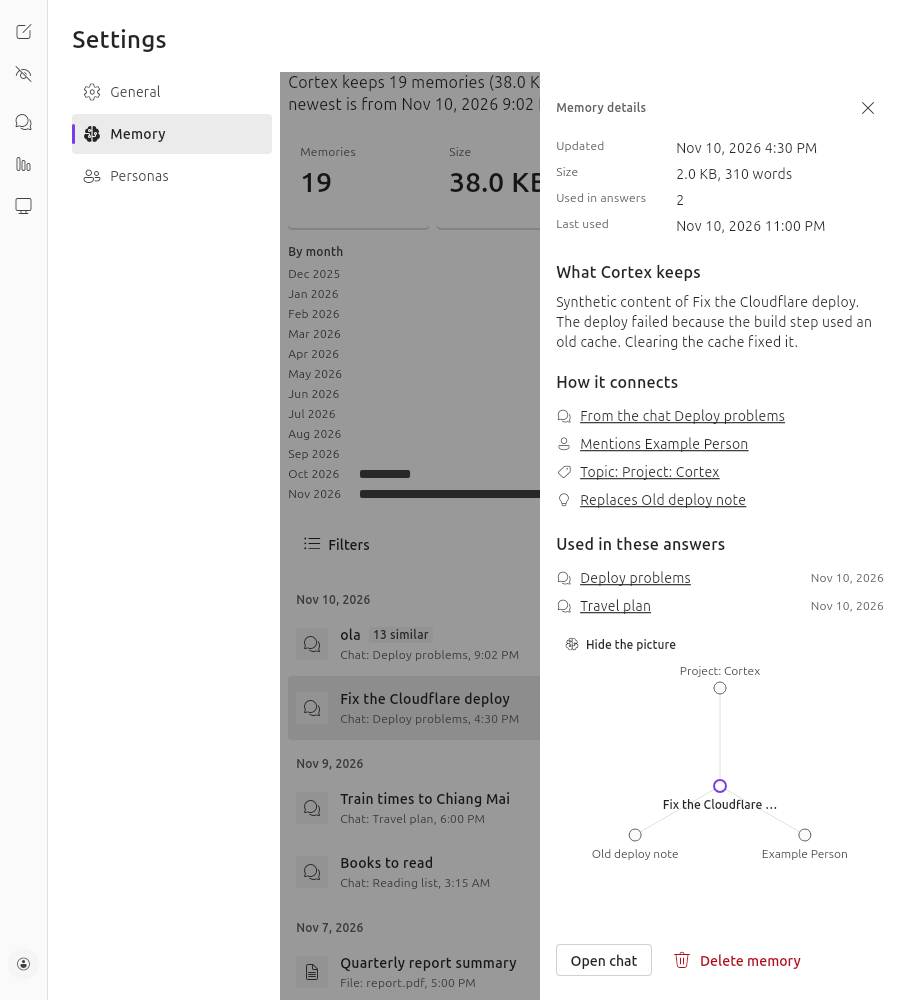 Settings
General
Memory
Personas
Cortex keeps 19 memories (38.0 K
newest is from Nov 10, 2026 9:02
Memories
19
Size
38.0 KB
By month
Dec 2025
Jan 2026
Feb 2026
Mar 2026
Apr 2026
May 2026
Jun 2026
Jul 2026
Aug 2026
Sep 2026
Oct 2026
Nov 2026
Filters
Nov 10, 2026
ola 13 similar
Chat: Deploy problems, 9:02 PM
Fix the Cloudflare deploy
Chat: Deploy problems, 4:30 PM
Nov 9, 2026
Train times to Chiang Mai
Chat: Travel plan, 6:00 PM
Books to read
Chat: Reading list, 3:15 AM
Nov 7, 2026
Quarterly report summary
File: report.pdf, 5:00 PM
Memory details
Updated Nov 10, 2026 4:30 PM
Size 2.0 KB, 310 words
Used in answers 2
Last used Nov 10, 2026 11:00 PM
What Cortex keeps
Synthetic content of Fix the Cloudflare deploy.
The deploy failed because the build step used an
old cache. Clearing the cache fixed it.
How it connects
From the chat Deploy problems
Mentions Example Person
Topic: Project: Cortex
Replaces Old deploy note
Used in these answers
Deploy problems Nov 10, 2026
Travel plan Nov 10, 2026
Hide the picture
Project: Cortex
Fix the Cloudflare ...
Old deploy note
Example Person
Open chat
Delete memory